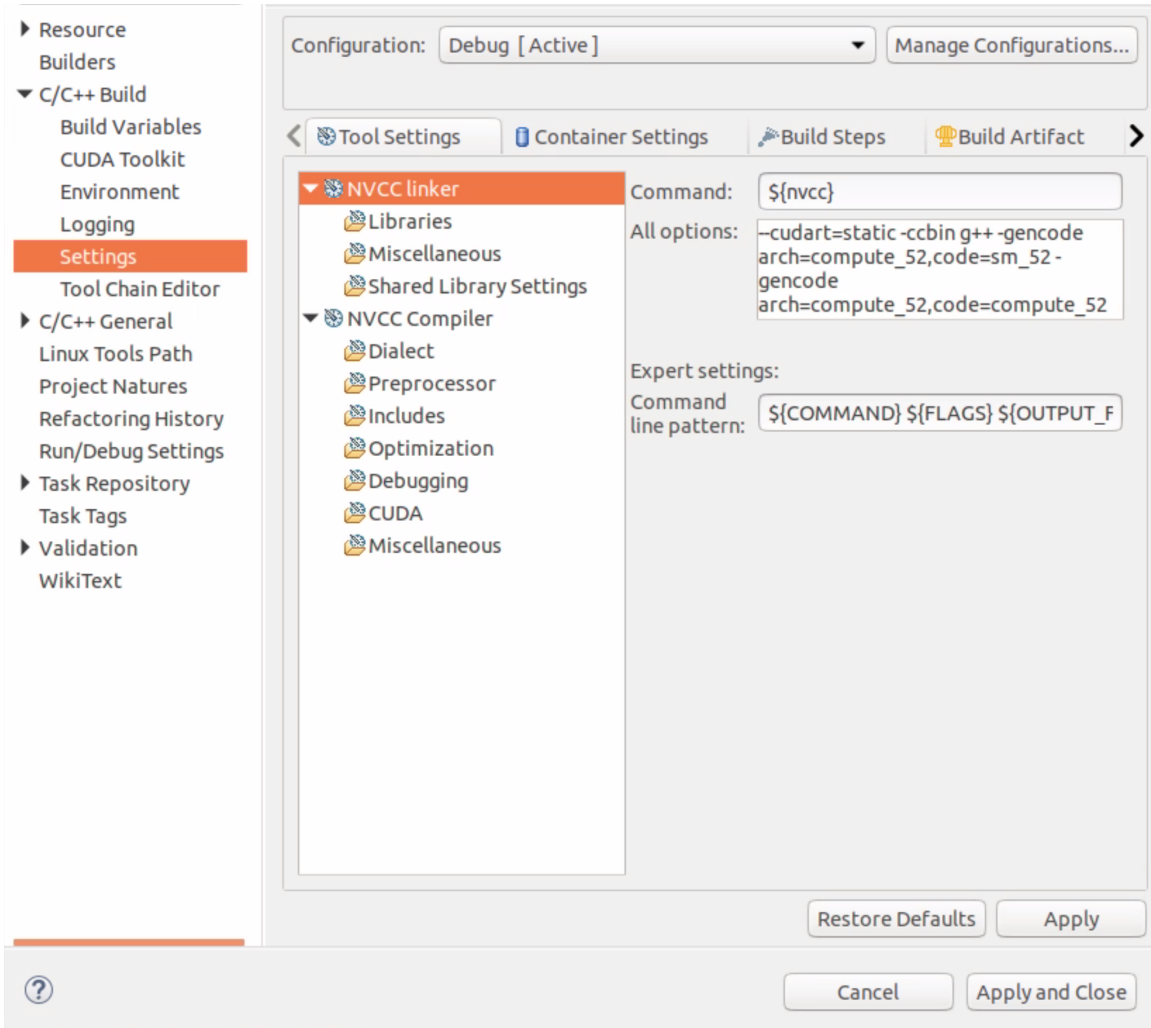 Resource
Builders
C/C++ Build
Build Variables
CUDA Toolkit
Environment
Logging
Settings
Tool Chain Editor
C/C++ General
Linux Tools Path
Project Natures
Refactoring History
Run/Debug Settings
Task Repository
Task Tags
Validation
WikiText
Configuration: Debug [ Active ] Manage Configurations...
Tool Settings Container Settings Build Steps Build Artifact
NVCC linker
Libraries
Miscellaneous
Shared Library Settings
NVCC Compiler
Dialect
Preprocessor
Includes
Optimization
Debugging
CUDA
Miscellaneous
Command: ${nvcc}
All options: --cudart=static -ccbin g++ -gencode
arch=compute_52,code=sm_52 -
gencode
arch=compute_52,code=compute_52
Expert settings:
Command
line pattern: ${COMMAND} ${FLAGS} ${OUTPUT_F
Restore Defaults Apply
? Cancel Apply and Close